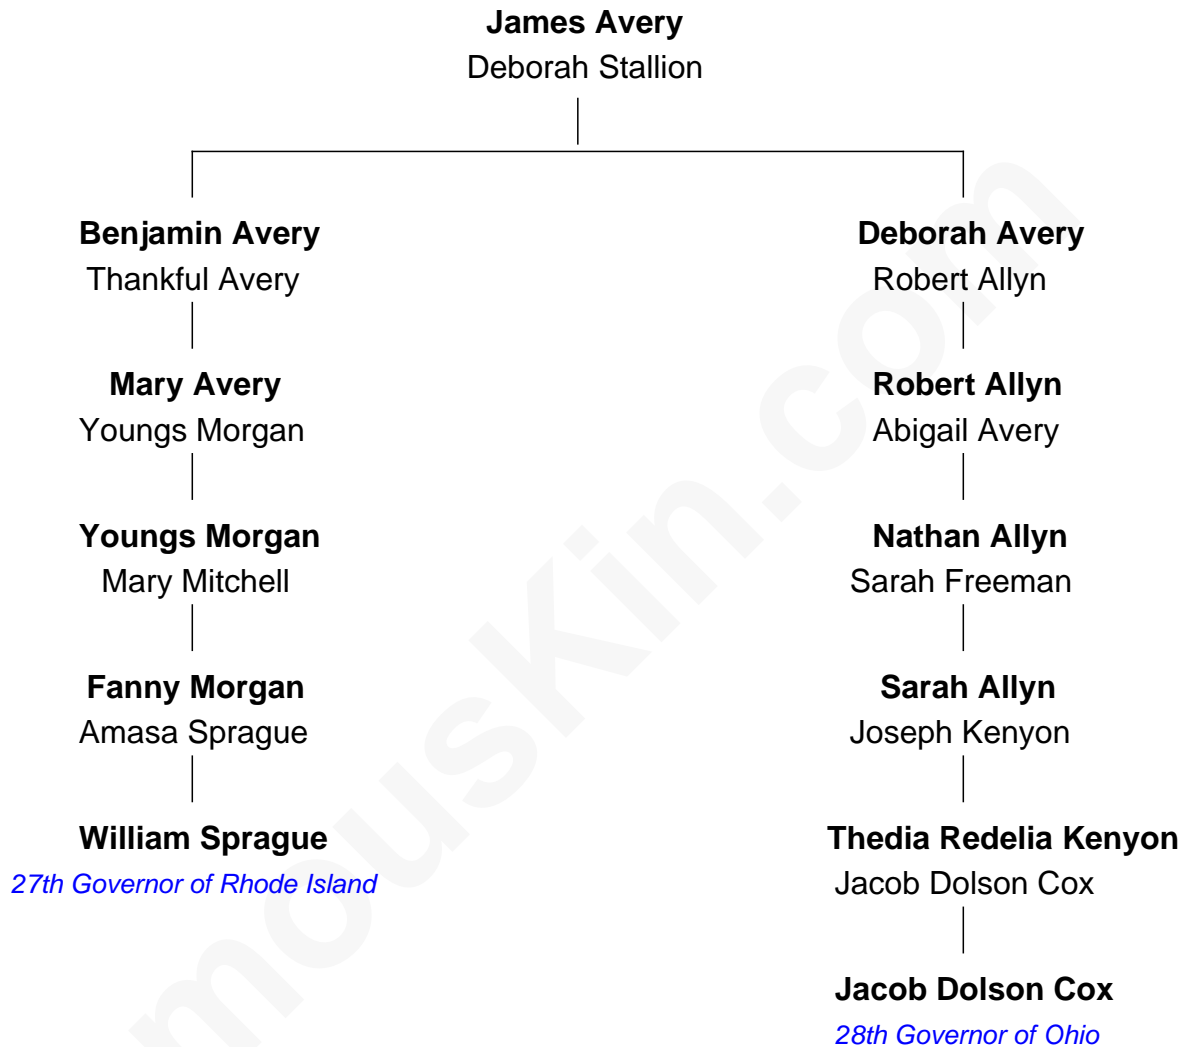 James Avery
Deborah Stallion
Benjamin Avery
Thankful Avery
Mary Avery
Youngs Morgan
Youngs Morgan
Mary Mitchell
Fanny Morgan
Amasa Sprague
William Sprague
27th Governor of Rhode Island
Deborah Avery
Robert Allyn
Robert Allyn
Abigail Avery
Nathan Allyn
Sarah Freeman
Sarah Allyn
Joseph Kenyon
Thedia Redelia Kenyon
Jacob Dolson Cox
Jacob Dolson Cox
28th Governor of Ohio
mousKin.com